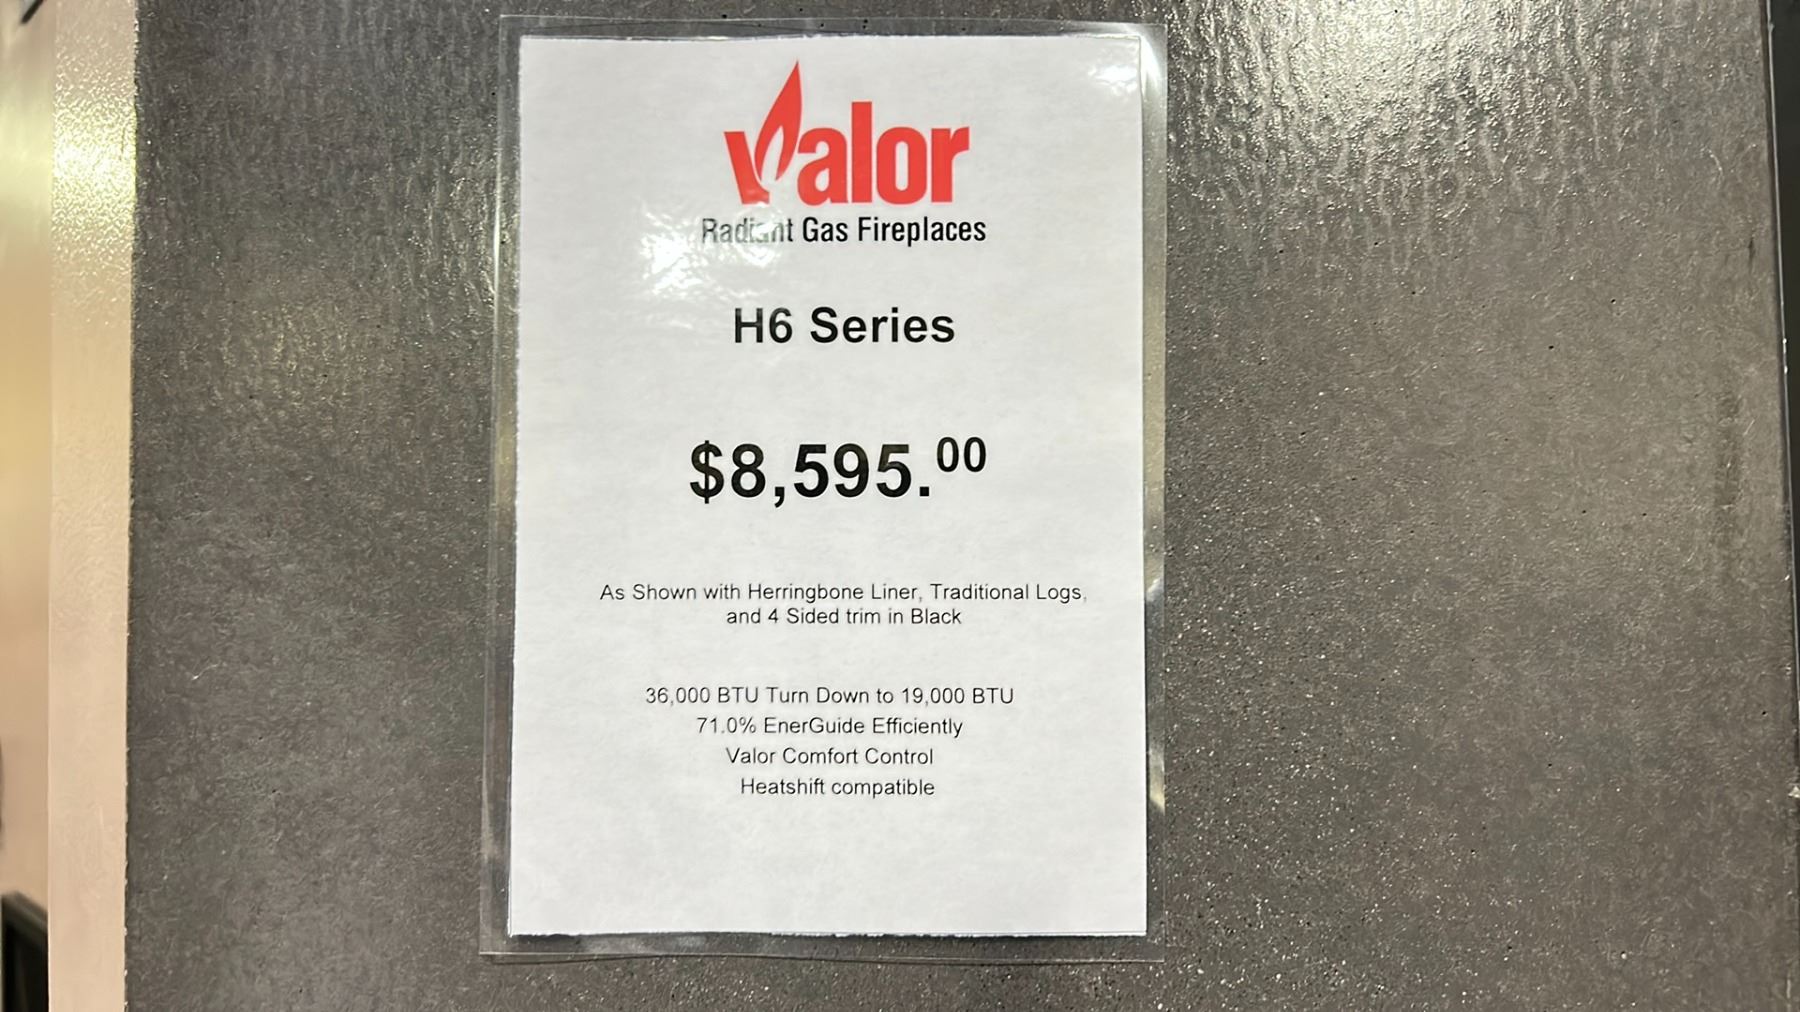 Valor
Radiant Gas Fireplaces
H6 Series
$8,595.00
As Shown with Herringbone Liner, Traditional Logs,
and 4 Sided trim in Black
36,000 BTU Turn Down to 19,000 BTU
71.0% EnerGuide Efficiently
Valor Comfort Control
Heatshift compatible